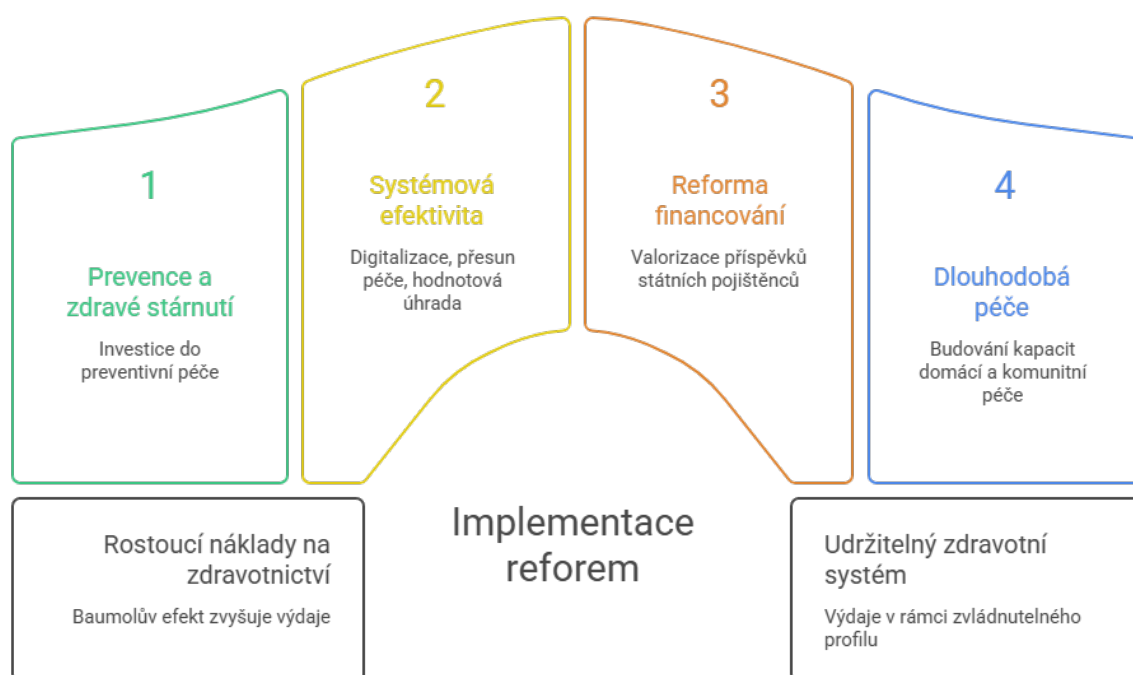 1
Prevence a
zdravé stárnutí
Investice do
preventivní péče
2
Systémová
efektivita
Digitalizace, přesun
péče, hodnotová
úhrada
3
Reforma
financování
Valorizace příspěvků
státních pojištěnců
4
Dlouhodobá
péče
Budování kapacit
domácí a komunitní
péče
Rostoucí náklady na
zdravotnictví
Baumolův efekt zvyšuje výdaje
Implementace
reforem
Udržitelný zdravotní
systém
Výdaje v rámci zvládnutelného
profilu